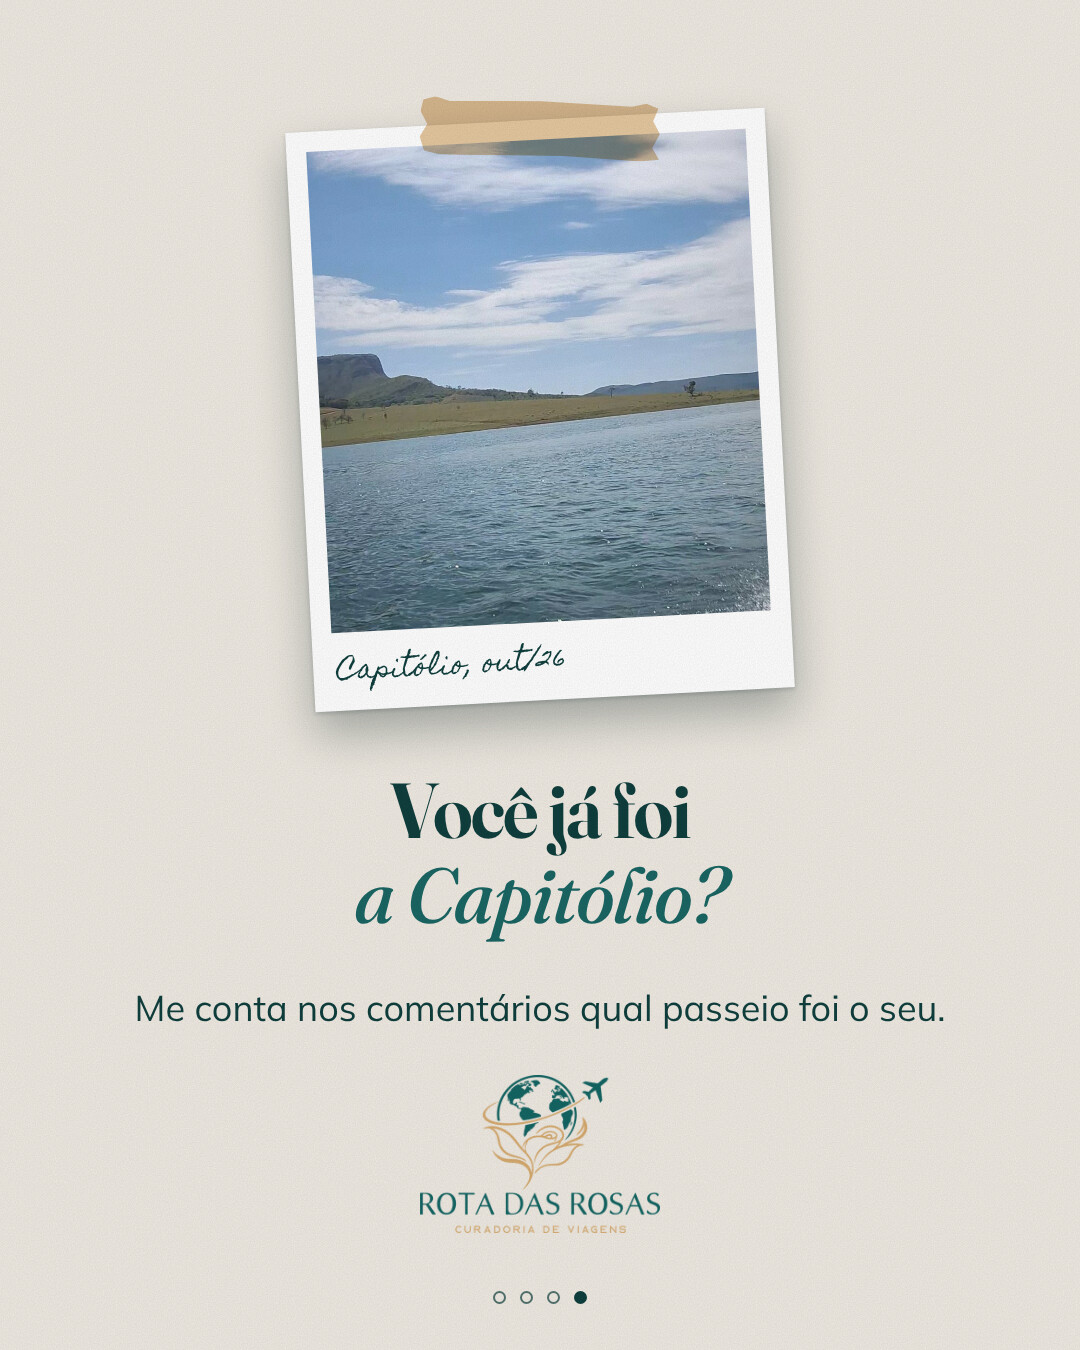 Capitólio, out/26
Você já foi
a Capitólio?
Me conta nos comentários qual passeio foi o seu.
ROTA DAS ROSAS
CURADORIA DE VIAGENS